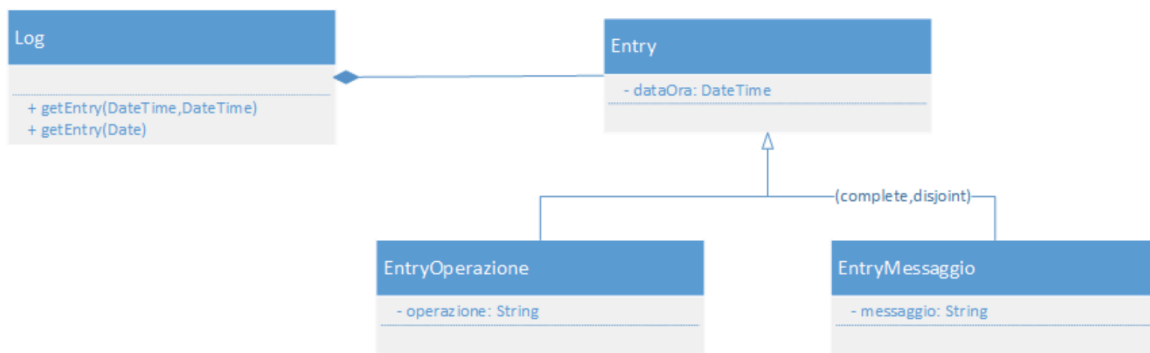 Log
+ getEntry(DateTime,DateTime)
+ getEntry(Date)
Entry
- dataOra: DateTime
(complete,disjoint)
EntryOperazione
- operazione: String
EntryMessaggio
- messaggio: String